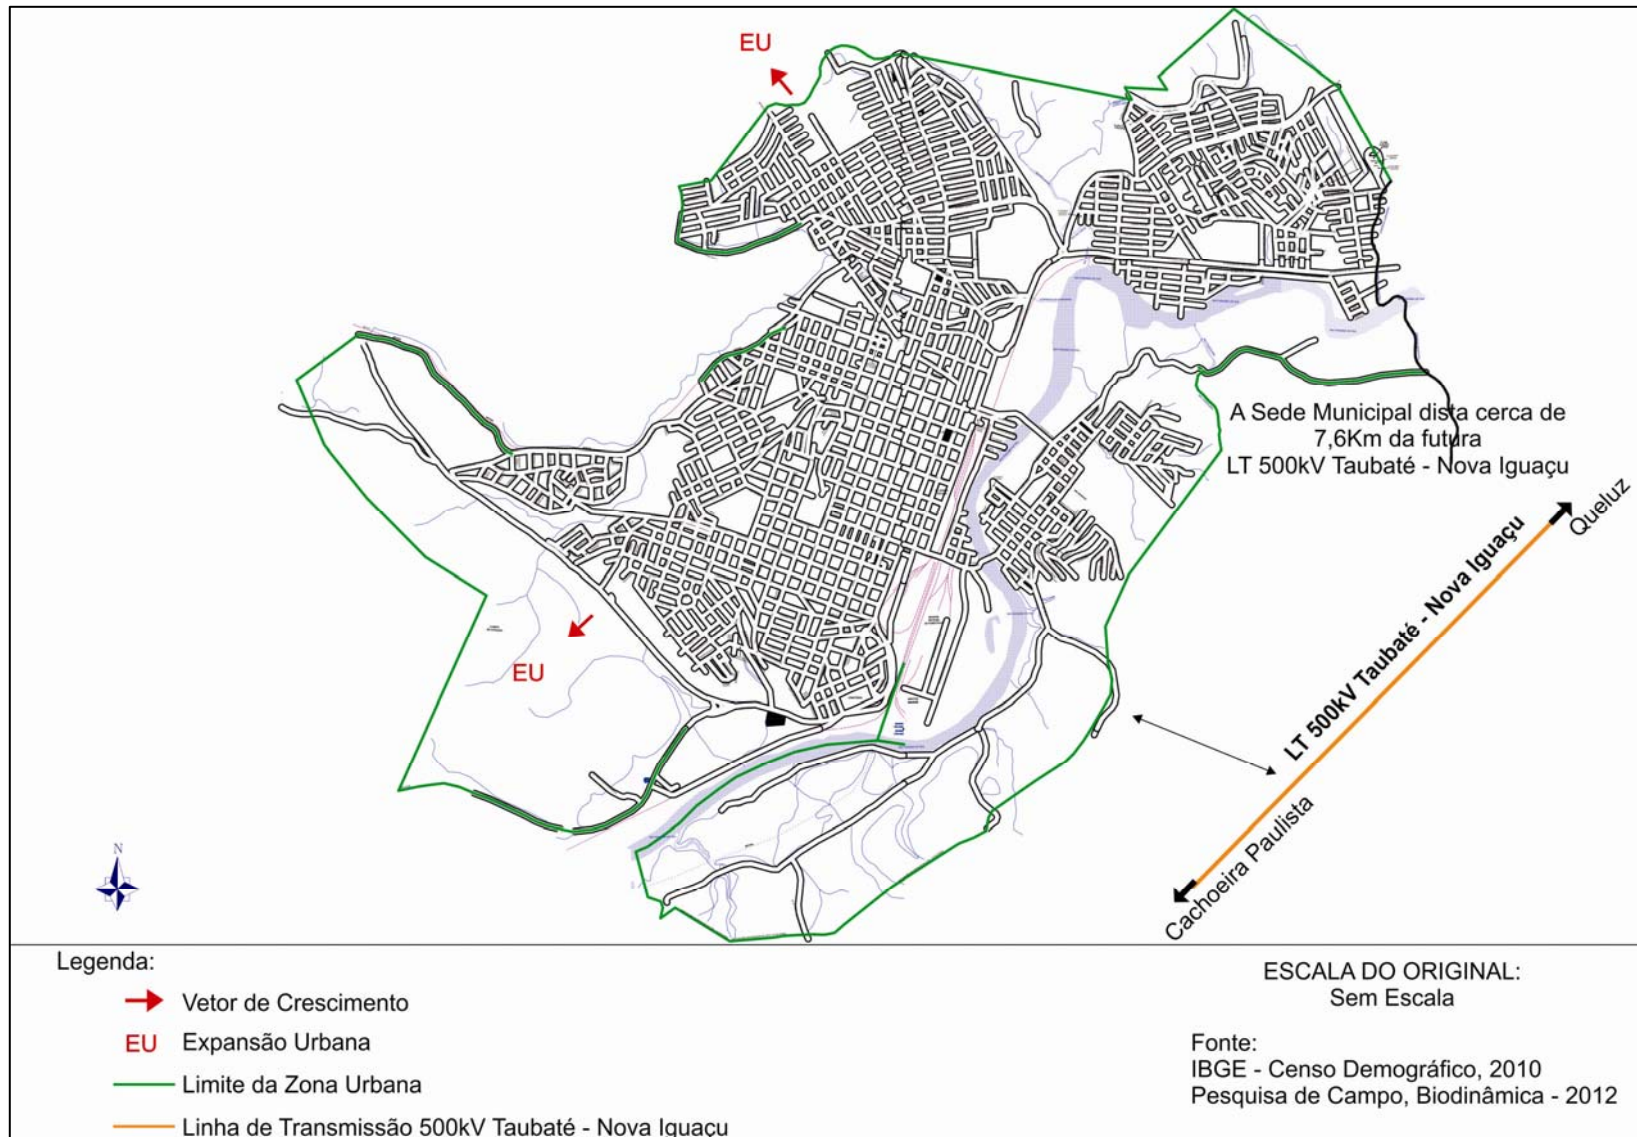 EU
A Sede Municipal dista cerca de
7,6Km da futura
LT 500kV Taubaté - Nova Iguaçu
Queluz
LT 500kV Taubaté - Nova Iguaçu
EU
Cachoeira Paulista
N
Legenda:
Vetor de Crescimento
EU Expansão Urbana
Limite da Zona Urbana
Linha de Transmissão 500kV Taubaté - Nova Iguaçu
ESCALA DO ORIGINAL:
Sem Escala
Fonte:
IBGE - Censo Demográfico, 2010
Pesquisa de Campo, Biodinâmica - 2012